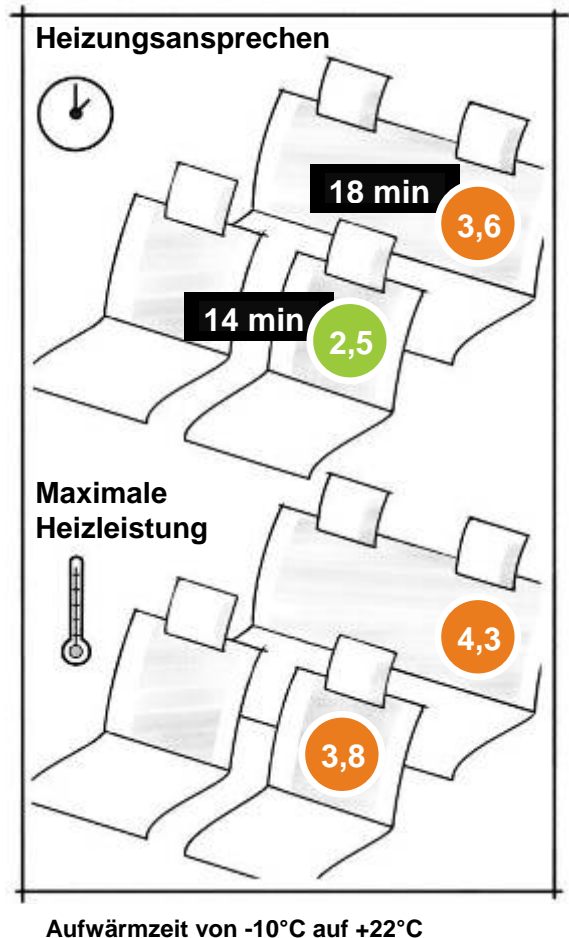 Heizungsansprechen
18 min
3,6
14 min
2,5
Maximale
Heizleistung
4,3
3,8
Aufwärmzeit von -10°C auf +22°C